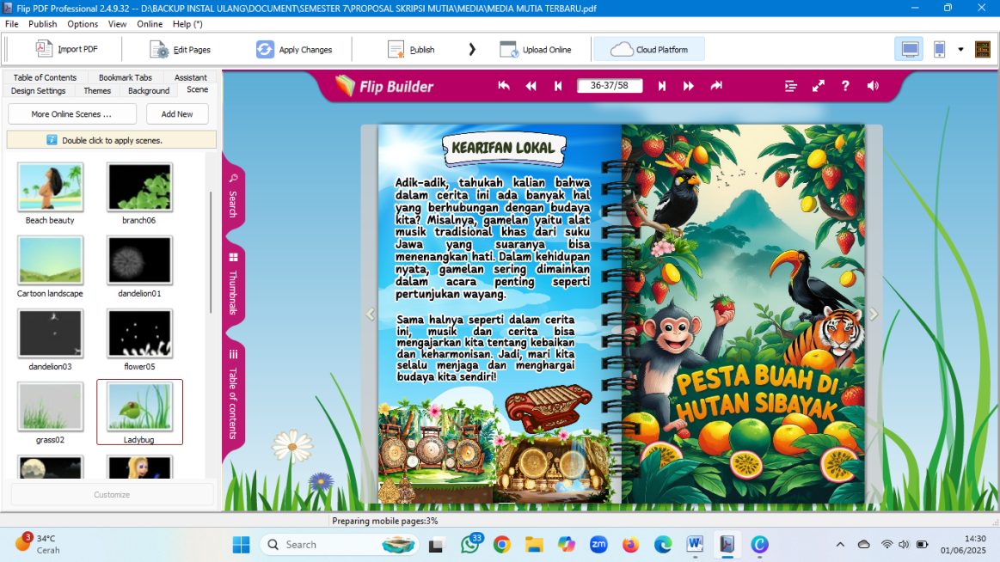 Flip PDF Professional 2.4.9.32 -- D:\BACKUP INSTAL ULANG\DOCUMENT\SEMESTER 7\PROPOSAL SKRIPSI MUTIA\MEDIA\MEDIA MUTIA TERBARU.pdf
File Publish Options View Online Help (*)
Import PDF Edit Pages Apply Changes Publish Upload Online Cloud Platform
Table of Contents Bookmark Tabs Assistant
Design Settings Themes Background Scene
More Online Scenes ... Add New
Double click to apply scenes.
Beach beauty branch06
Cartoon landscape dandelion01
dandelion03 flower05
grass02 Ladybug
Customize
Flip Builder
36-37/58
Search
Thumbnails
Table of contents
KEARIFAN LOKAL
Adik-adik, tahukah kalian bahwa
dalam cerita ini ada banyak hal
yang berhubungan dengan budaya
kita? Misalnya, gamelan yaitu alat
musik tradisional khas dari suku
Jawa yang suaranya bisa
menenangkan hati. Dalam kehidupan
nyata, gamelan sering dimainkan
dalam acara penting seperti
pertunjukan wayang.
Sama halnya seperti dalam cerita
ini, musik dan cerita bisa
mengajarkan kita tentang kebaikan
dan keharmonisan. Jadi, mari kita
selalu menjaga dan menghargai
budaya kita sendiri!
PESTA BUAH DI
HUTAN SIBAYAK
Preparing mobile pages:3%
3
34°C
Cerah
Search
33
zm
14:30
01/06/2025